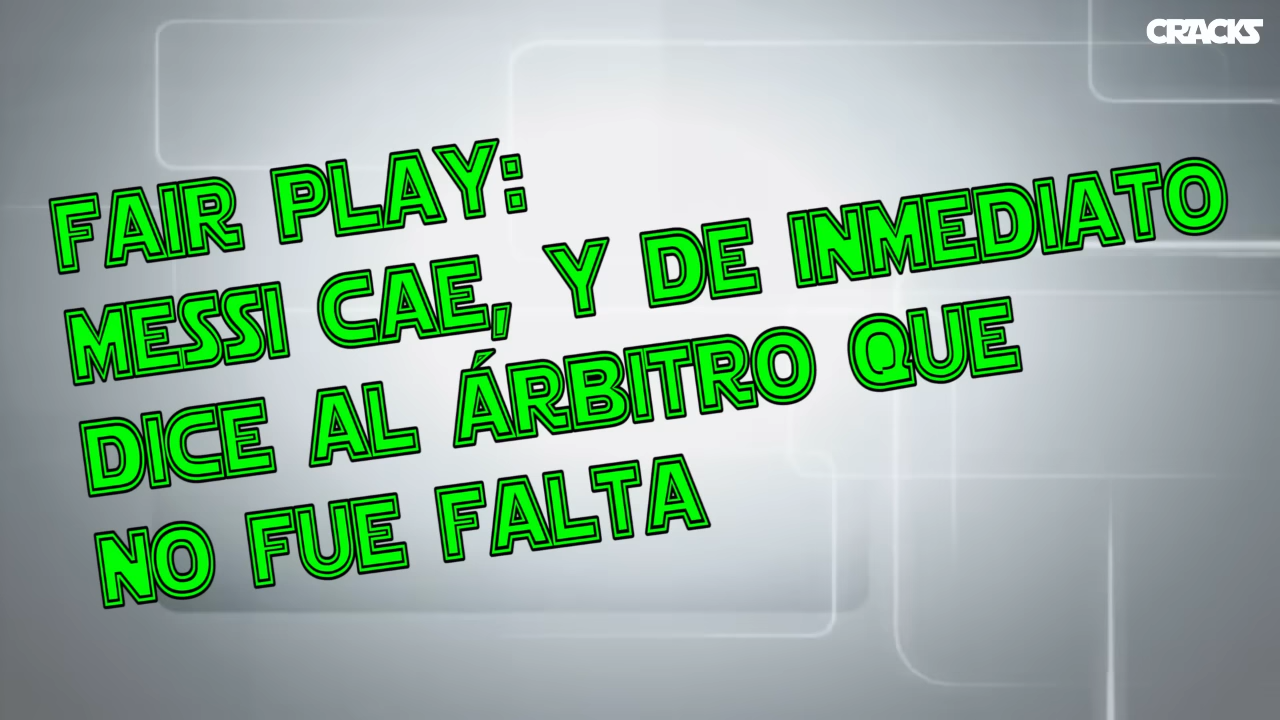 CRACKS
FAIR PLAY:
MESSI CAE, Y DE INMEDIATO
DICE AL ÁRBITRO QUE
NO FUE FALTA